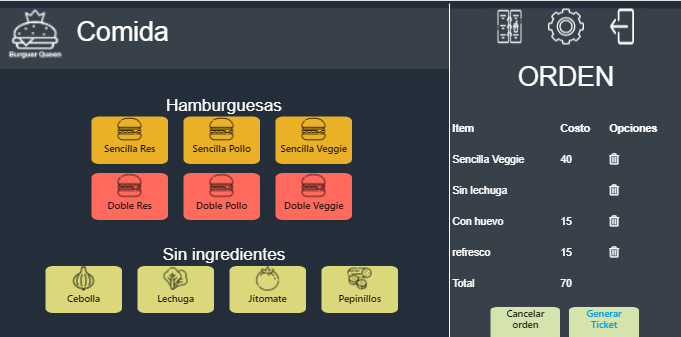 Burguer Queen
Comida
Hamburguesas
Sencilla Res
Sencilla Pollo
Sencilla Veggie
Doble Res
Doble Pollo
Doble Veggie
Sin ingredientes
Cebolla
Lechuga
Jitomate
Pepinillos
ORDEN
Item Costo Opciones
Sencilla Veggie 40
Sin lechuga
Con huevo 15
refresco 15
Total 70
Cancelar
orden
Generar
Ticket